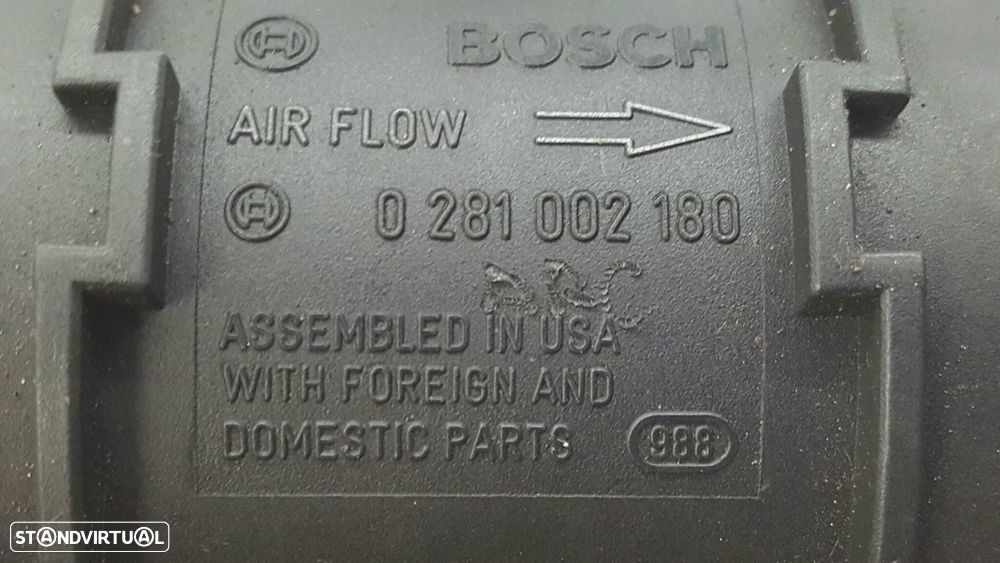 BOSCH
AIR FLOW
0 281 002 180
ASSEMBLED IN USA
WITH FOREIGN AND
DOMESTIC PARTS 988
STANDVIRTUAL